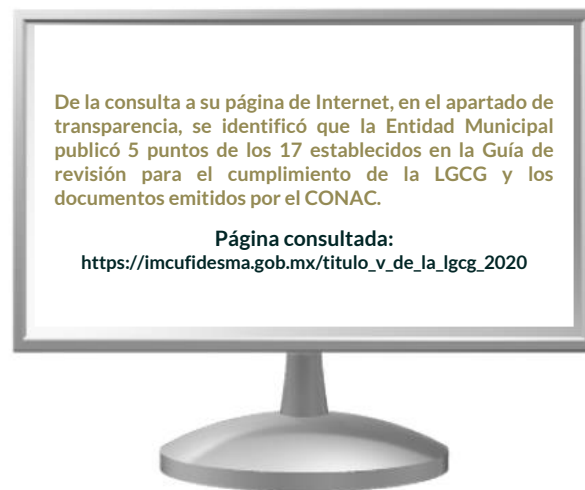 De la consulta a su página de Internet, en el apartado de
transparencia, se identificó que la Entidad Municipal
publicó 5 puntos de los 17 establecidos en la Guía de
revisión para el cumplimiento de la LGCG y los
documentos emitidos por el CONAC.
Página consultada:
https://imcufidesma.gob.mx/titulo_v_de_la_lgcg_2020